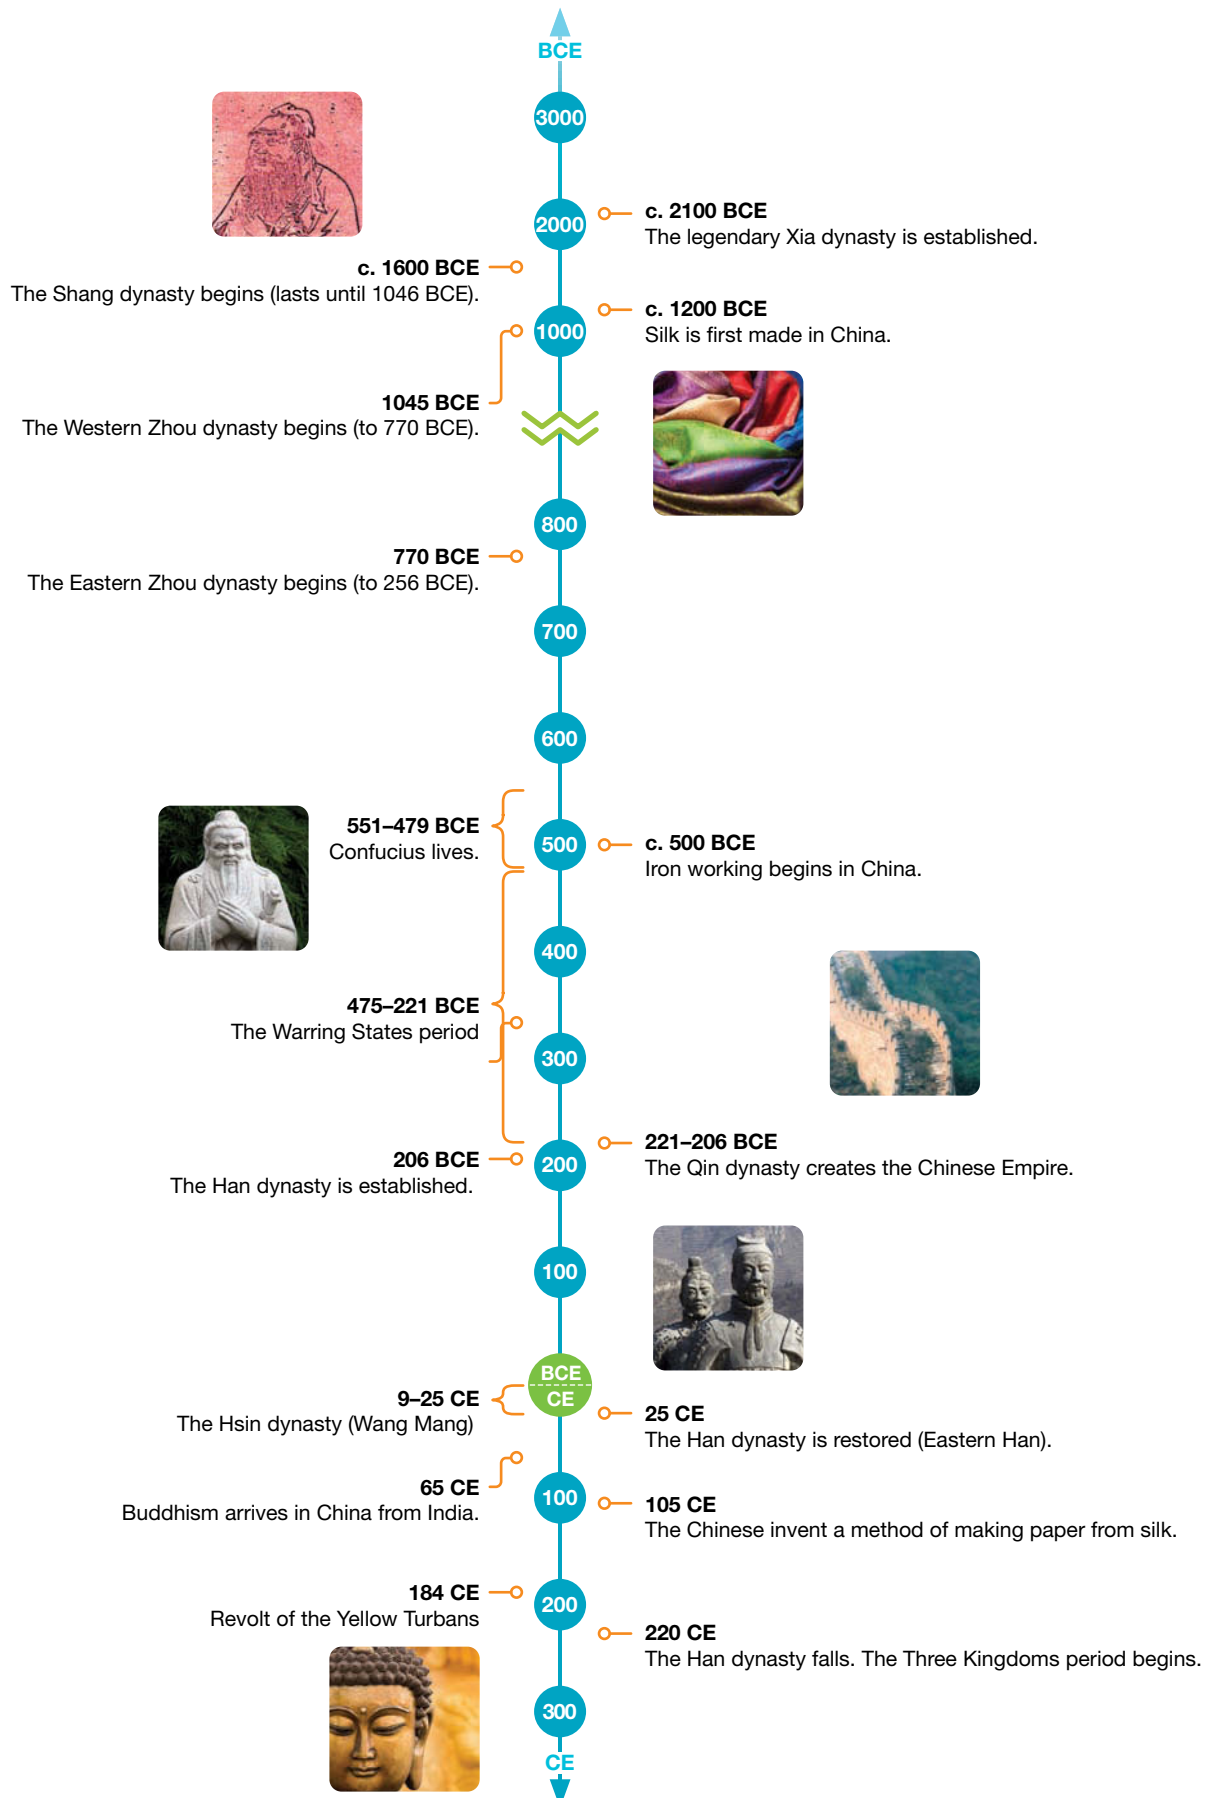 BCE
3000
2000
c. 2100 BCE
The legendary Xia dynasty is established.
c. 1600 BCE
The Shang dynasty begins (lasts until 1046 BCE).
c. 1200 BCE
Silk is first made in China.
1000
1045 BCE
The Western Zhou dynasty begins (to 770 BCE).
800
770 BCE
The Eastern Zhou dynasty begins (to 256 BCE).
700
600
551–479 BCE
Confucius lives.
500
c. 500 BCE
Iron working begins in China.
400
475–221 BCE
The Warring States period
300
221–206 BCE
The Qin dynasty creates the Chinese Empire.
206 BCE
The Han dynasty is established.
200
100
BCE
CE
9–25 CE
The Hsin dynasty (Wang Mang)
25 CE
The Han dynasty is restored (Eastern Han).
65 CE
Buddhism arrives in China from India.
100
105 CE
The Chinese invent a method of making paper from silk.
184 CE
Revolt of the Yellow Turbans
200
220 CE
The Han dynasty falls. The Three Kingdoms period begins.
300
CE